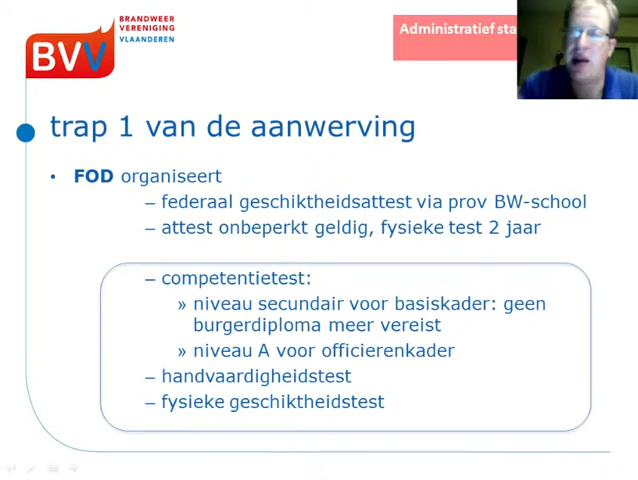 BRANDWEER
VERENIGING
VLAANDEREN
BVV
Administratief
trap 1 van de aanwerving
• FOD organiseert
– federaal geschiktheidsattest via prov BW-school
– attest onbeperkt geldig, fysieke test 2 jaar
– competentietest:
» niveau secundair voor basiskader: geen
burgerdiploma meer vereist
» niveau A voor officierenkader
– handvaardigheidstest
– fysieke geschiktheidstest